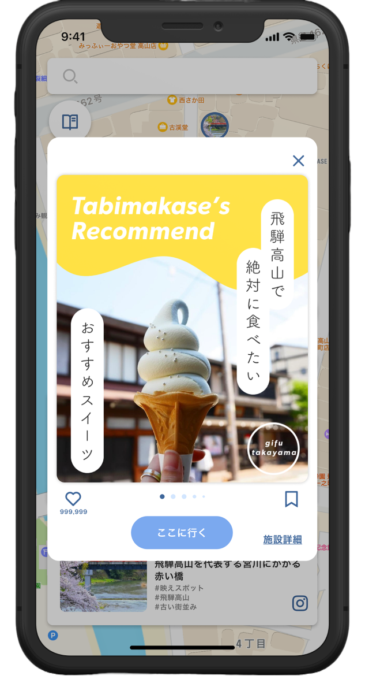 9:41
みっふぃーおやつ堂 高山店
西さか田
古演堂
Tabimakase's
Recommend
飛騨高山で
絶対に食べたい
おすすめスイーツ
gifu
takayama
999.999
ここに行く
施設詳細
飛騨高山を代表する宮川にかかる
赤い橋
#映えスポット
#飛騨高山
#古い街並み
4丁目
P